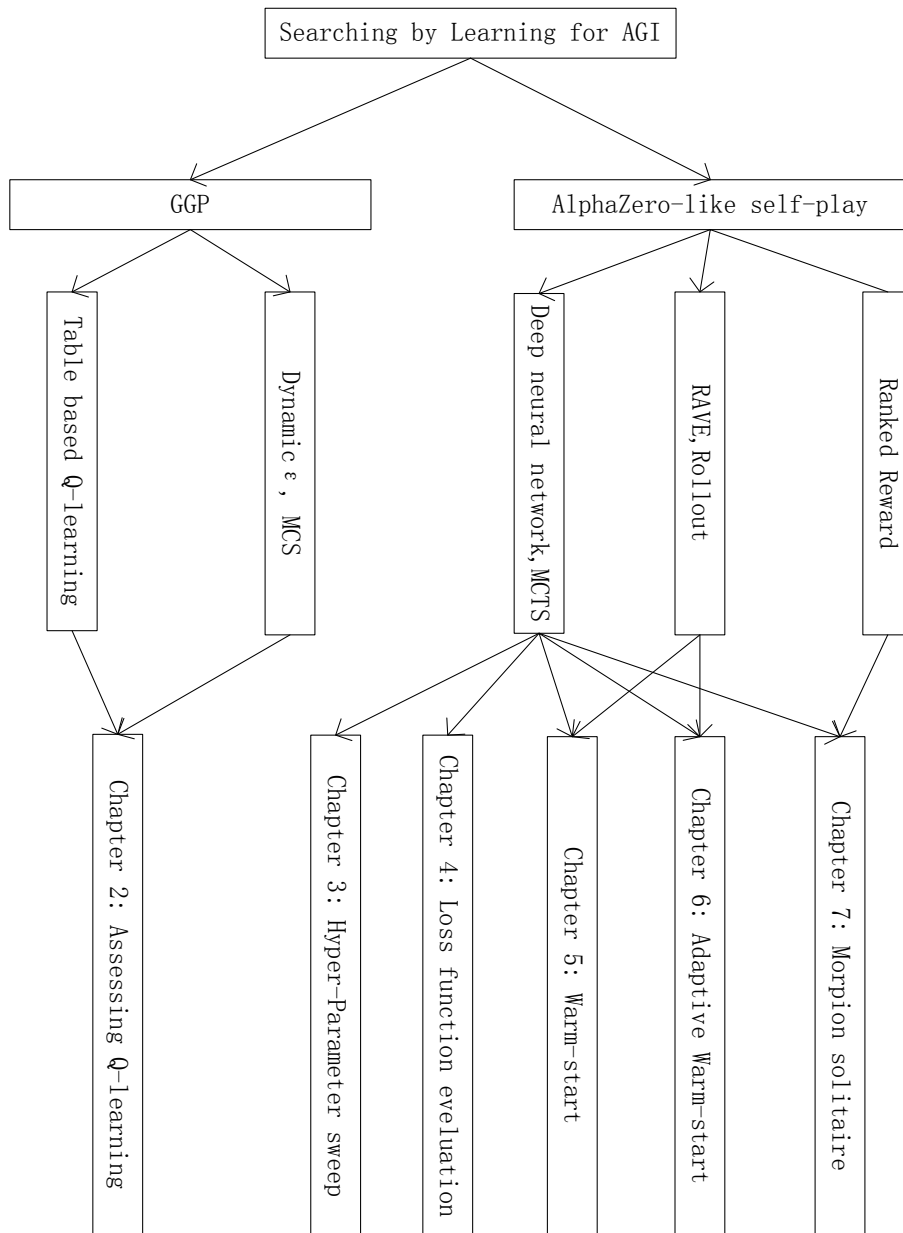 Searching by Learning for AGI
GGP
AlphaZero-like self-play
Table based Q-learning
Dynamic ε, MCS
Deep neural network,MCTS
RAVE,Rollout
Ranked Reward
Chapter 2: Assessing Q-learning
Chapter 3: Hyper-Parameter sweep
Chapter 4: Loss function eveluation
Chapter 5: Warm-start
Chapter 6: Adaptive Warm-start
Chapter 7: Morpion solitaire